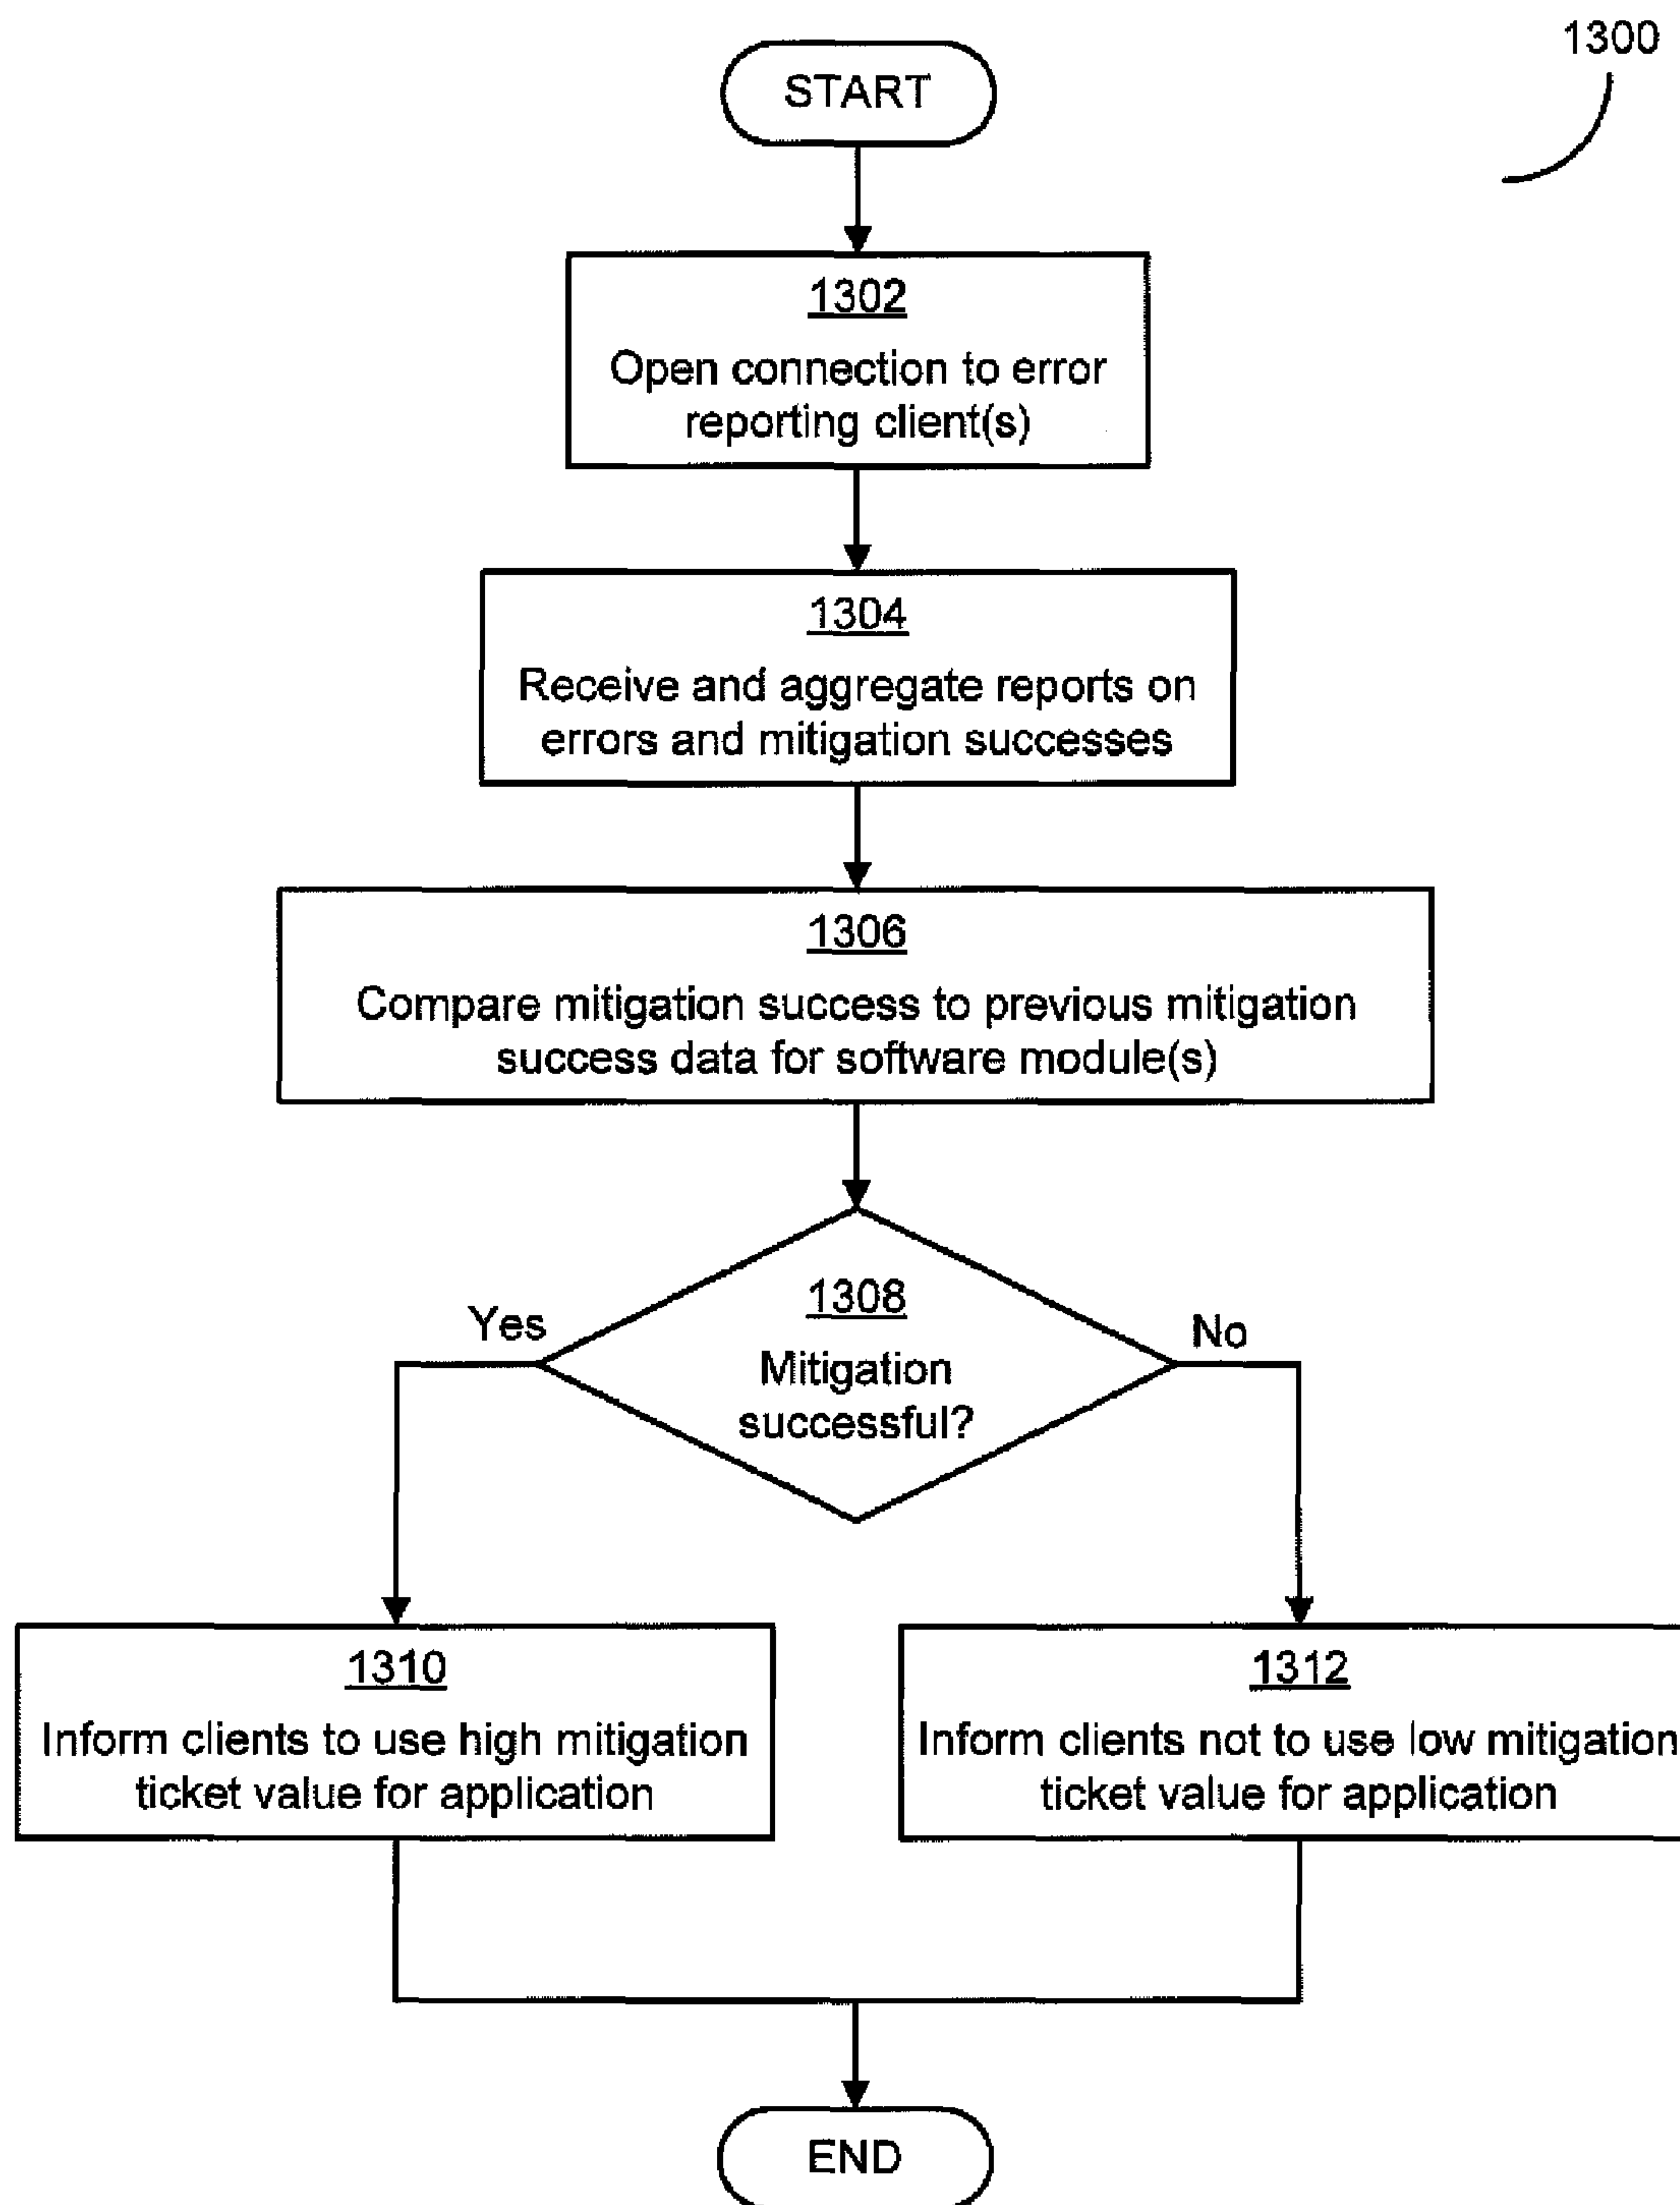 1300
START
1302
Open connection to error
reporting client(s)
1304
Receive and aggregate reports on
errors and mitigation successes
1306
Compare mitigation success to previous mitigation
success data for software module(s)
1308
Mitigation
successful?
Yes
No
1310
Inform clients to use high mitigation
ticket value for application
1312
Inform clients not to use low mitigation
ticket value for application
END